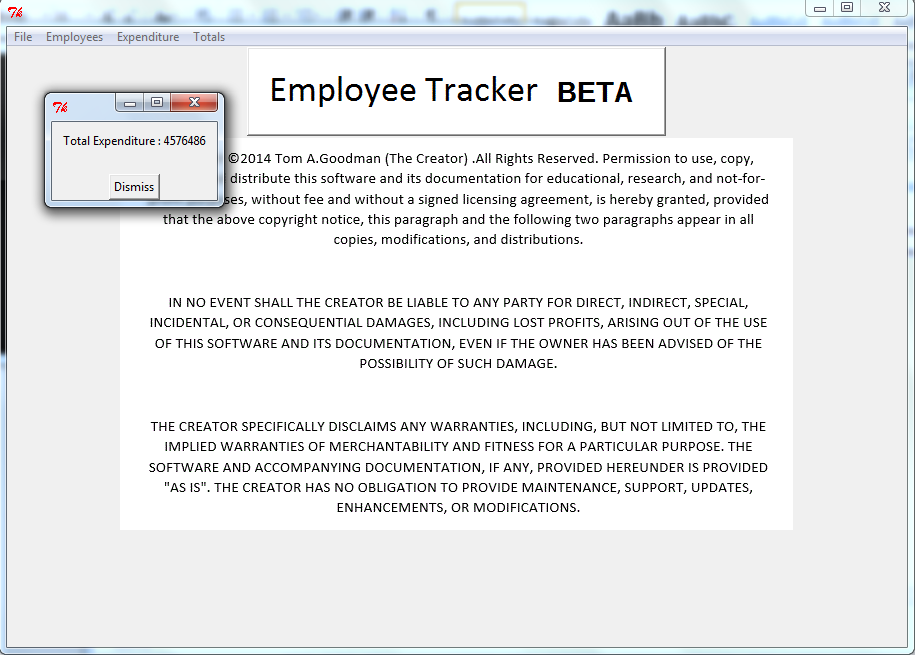 File Employees Expenditure Totals
Employee Tracker BETA
Total Expenditure : 4576486
Dismiss
©2014 Tom A.Goodman (The Creator) .All Rights Reserved. Permission to use, copy,
distribute this software and its documentation for educational, research, and not-for-
without fee and without a signed licensing agreement, is hereby granted, provided
that the above copyright notice, this paragraph and the following two paragraphs appear in all
copies, modifications, and distributions.
IN NO EVENT SHALL THE CREATOR BE LIABLE TO ANY PARTY FOR DIRECT, INDIRECT, SPECIAL,
INCIDENTAL, OR CONSEQUENTIAL DAMAGES, INCLUDING LOST PROFITS, ARISING OUT OF THE USE
OF THIS SOFTWARE AND ITS DOCUMENTATION, EVEN IF THE OWNER HAS BEEN ADVISED OF THE
POSSIBILITY OF SUCH DAMAGE.
THE CREATOR SPECIFICALLY DISCLAIMS ANY WARRANTIES, INCLUDING, BUT NOT LIMITED TO, THE
IMPLIED WARRANTIES OF MERCHANTABILITY AND FITNESS FOR A PARTICULAR PURPOSE. THE
SOFTWARE AND ACCOMPANYING DOCUMENTATION, IF ANY, PROVIDED HEREUNDER IS PROVIDED
"AS IS". THE CREATOR HAS NO OBLIGATION TO PROVIDE MAINTENANCE, SUPPORT, UPDATES,
ENHANCEMENTS, OR MODIFICATIONS.